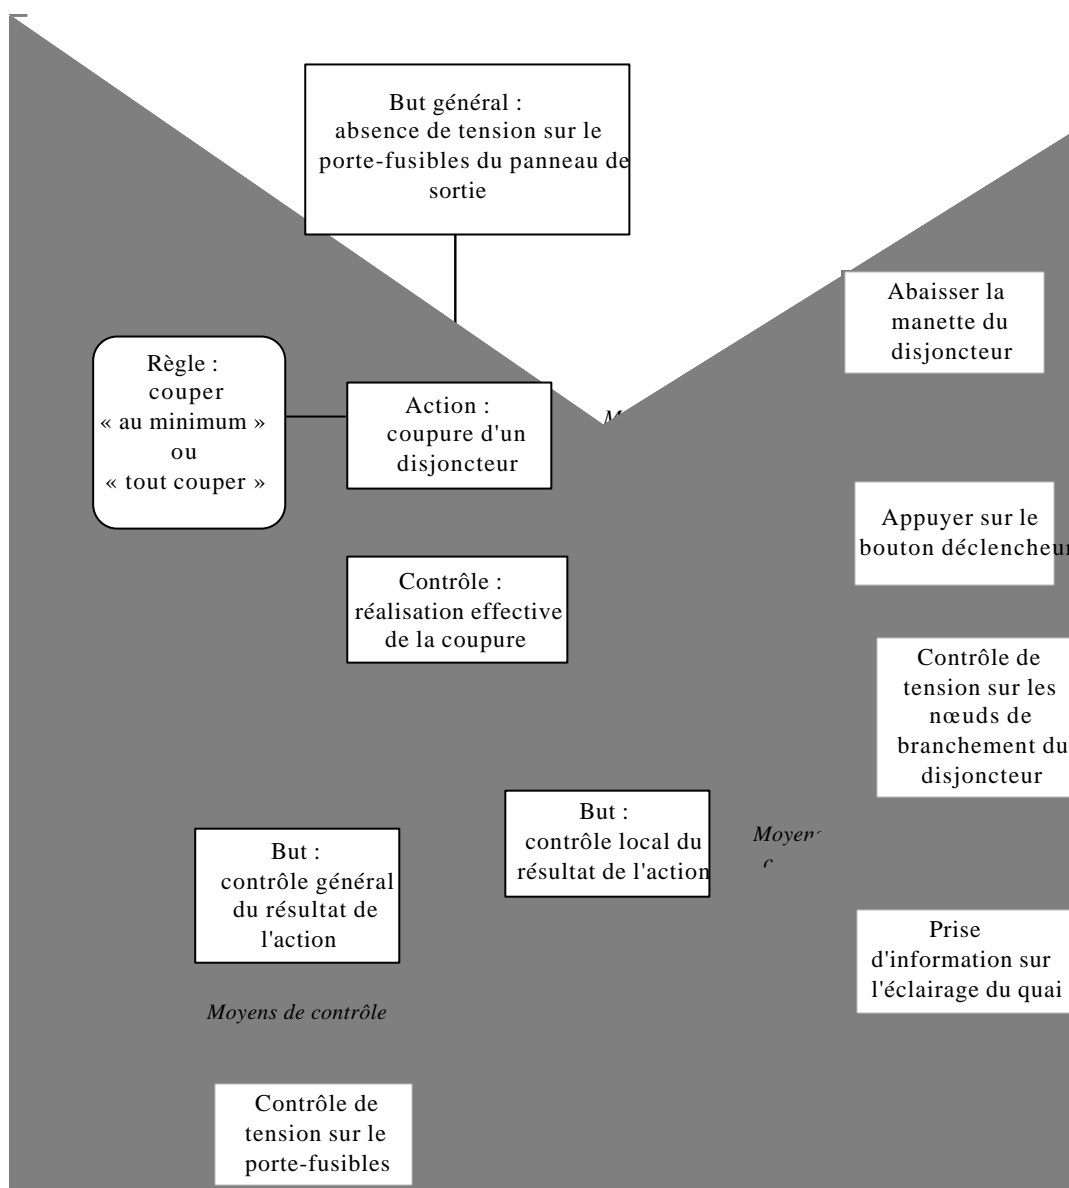 But général :
absence de tension sur le
porte-fusibles du panneau de
sortie
Abaisser la
manette du
disjoncteur
Règle :
couper
« au minimum »
ou
« tout couper »
Action :
coupure d'un
disjoncteur
Appuyer sur le
bouton déclencheur
Contrôle :
réalisation effective
de la coupure
Contrôle de
tension sur les
nœuds de
branchement du
disjoncteur
But :
contrôle local du
résultat de l'action
But :
contrôle général
du résultat de
l'action
Prise
d'information sur
l'éclairage du quai
Moyens de contrôle
Contrôle de
tension sur le
porte-fusibles